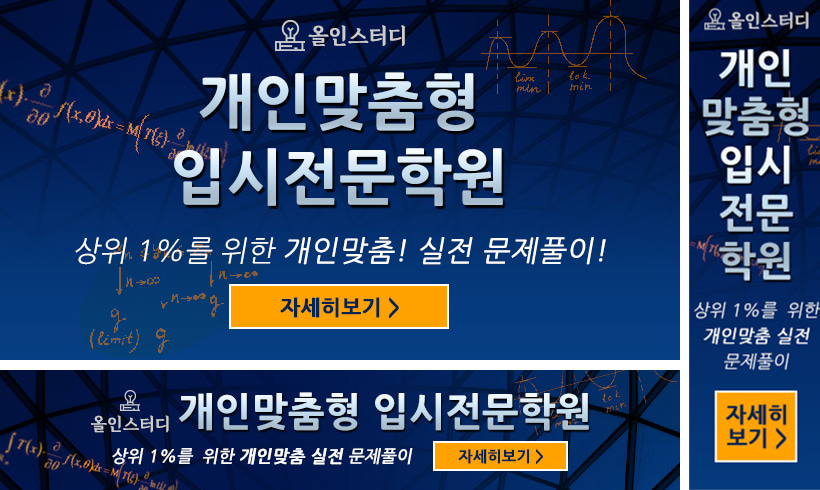 올인스터디
개인맞춤형
입시전문학원
상위 1%를 위한 개인맞춤! 실전 문제풀이!
n→∞
n→∞
n→∞ g
g
(limit) g
자세히보기 >
lim
min
lok.
min
올인스터디
개인맞춤형 입시전문학원
상위 1%를 위한 개인맞춤 실전 문제풀이
자세히보기 >
올인스터디
개인
맞춤형
입시
전문
학원
상위 1%를 위한
개인맞춤 실전
문제풀이
자세히
보기 >